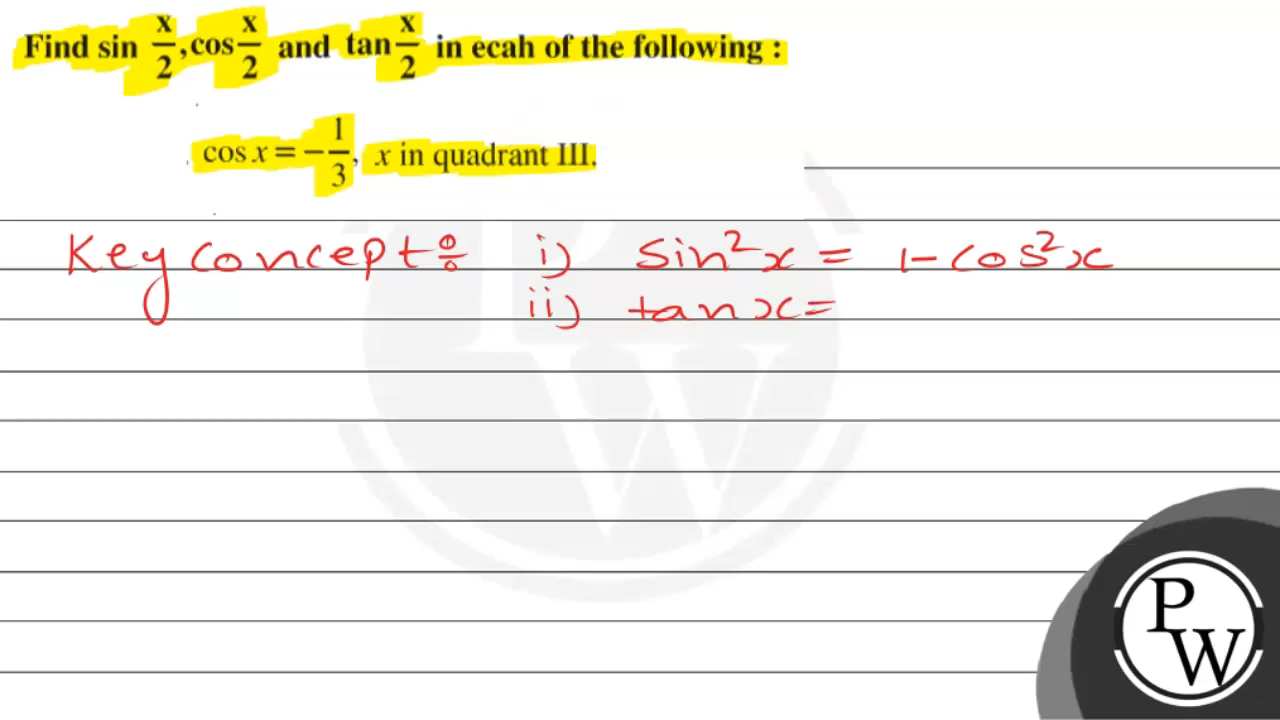 Find sin x/2, cos x/2 and tan x/2 in ecah of the following :
cos x = -1/3, x in quadrant III.
Key concept : i) sin²x = 1-cos²x
ii) tan x =
P
W
PW